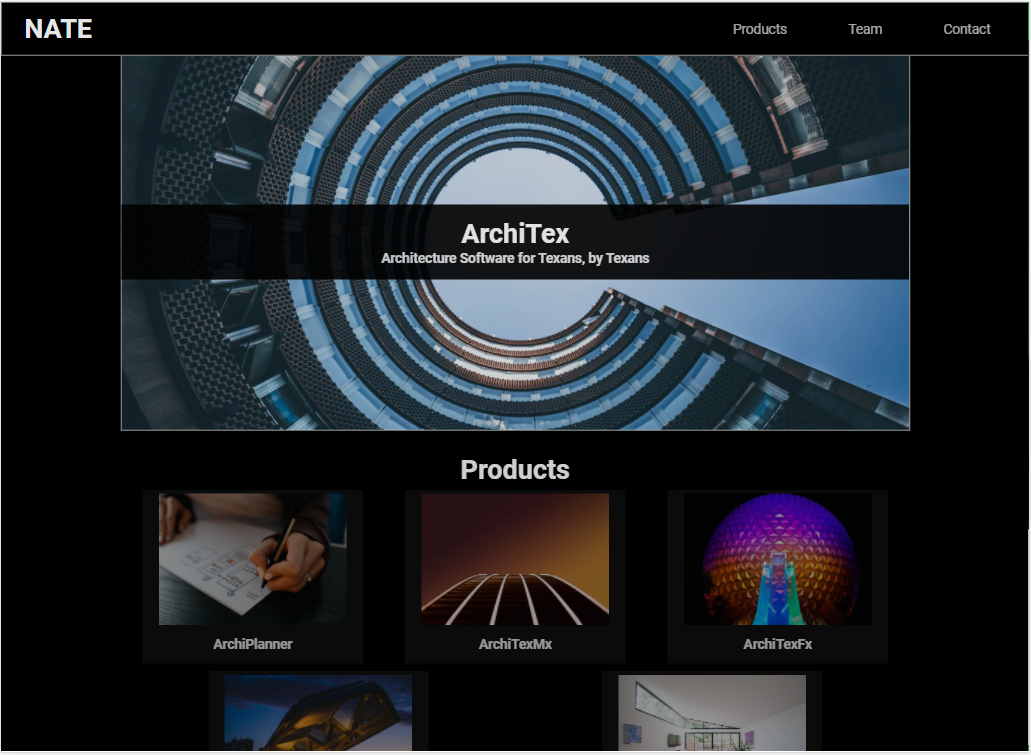 NATE
Products
Team
Contact
ArchiTex
Architecture Software for Texans, by Texans
Products
ArchiPlanner
ArchiTexMx
ArchiTexFx